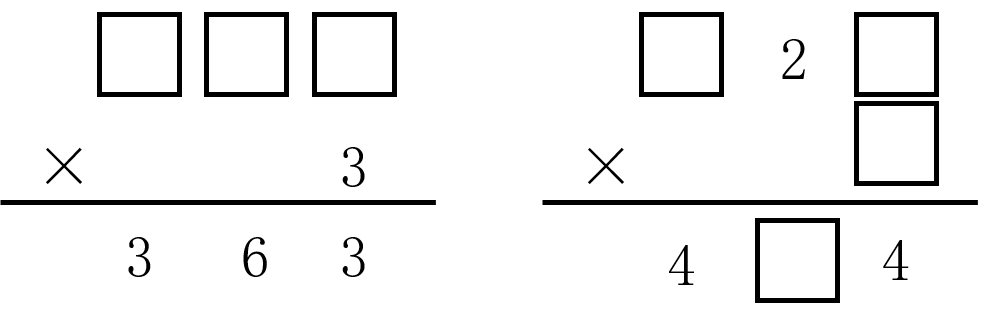 □ □ □
× 3
3 6 3
□ 2 □
× □
4 □ 4